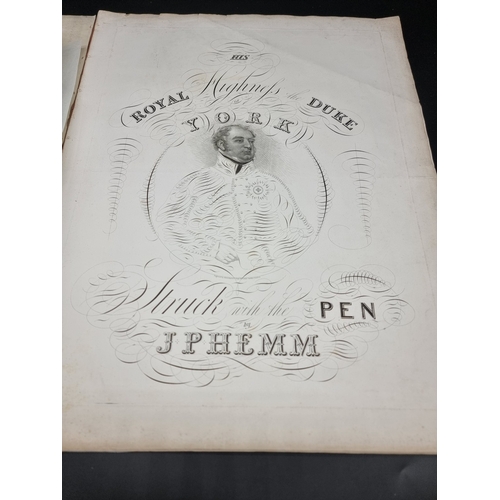 HIS
ROYAL Highneſs the DUKE
of
YORK
Struck with the PEN
by
J P HEMM